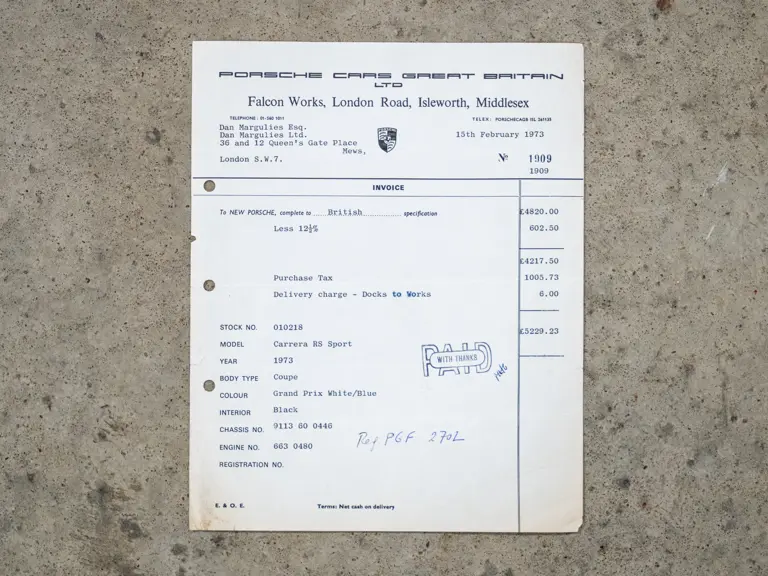 PORSCHE CARS GREAT BRITAIN
LTD
Falcon Works, London Road, Isleworth, Middlesex
TELEPHONE: 01-560 1011
TELEX: PORSCHECAGB ISL 261135
Dan Margulies Esq.
Dan Margulies Ltd.
36 and 12 Queen's Gate Place
Mews,
London S.W.7.
15th February 1973
Nº 1909
1909
INVOICE
To NEW PORSCHE, complete to British specification £4820.00
Less 12½% 602.50
£4217.50
Purchase Tax 1005.73
Delivery charge - Docks to Works 6.00
£5229.23
STOCK NO. 010218
MODEL Carrera RS Sport
YEAR 1973
BODY TYPE Coupe
COLOUR Grand Prix White/Blue
INTERIOR Black
CHASSIS NO. 9113 60 0446
ENGINE NO. 663 0480
REGISTRATION NO.
PAID
WITH THANKS
Ref PGF 270L
E. & O. E.
Terms: Net cash on delivery